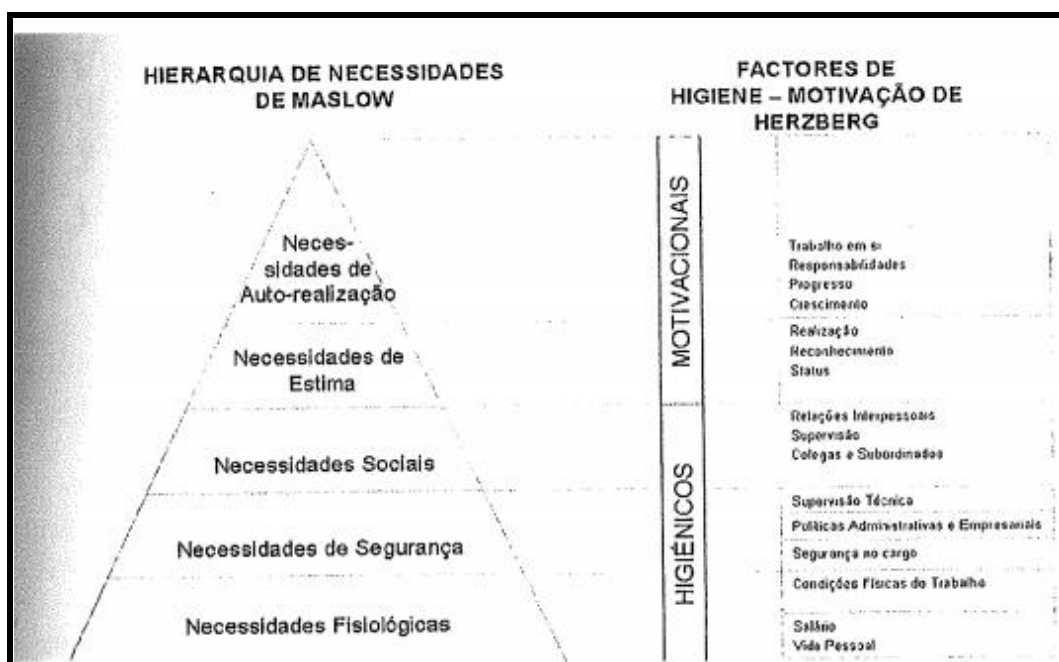 HIERARQUIA DE NECESSIDADES
DE MASLOW
FACTORES DE
HIGIENE – MOTIVAÇÃO DE
HERZBERG
Neces-
sidades de
Auto-realização
Necessidades de
Estima
Necessidades Sociais
Necessidades de Segurança
Necessidades Fisiológicas
MOTIVACIONAIS
HIGIÉNICOS
Trabalho em si
Responsabilidades
Progresso
Crescimento
Realização
Reconhecimento
Status
Relações Interpessoais
Supervisão
Colegas e Subordinados
Supervisão Técnica
Políticas Administrativas e Empresariais
Segurança no cargo
Condições Físicas do Trabalho
Salário
Vida Pessoal